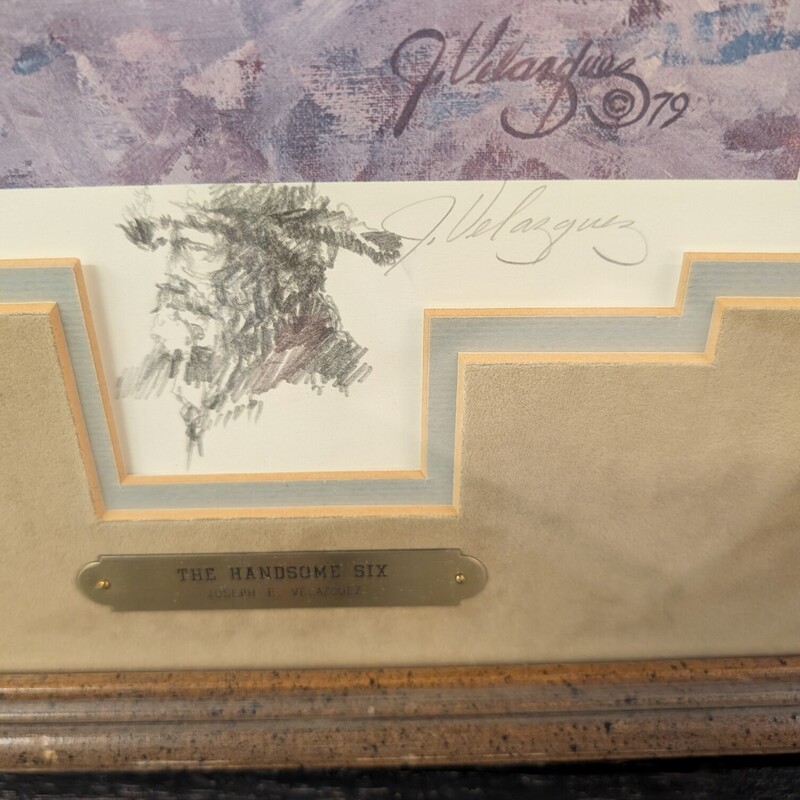 J. Velazquez
© 79
J. Velazquez
THE HANDSOME SIX
JOSEPH E. VELAZQUEZ